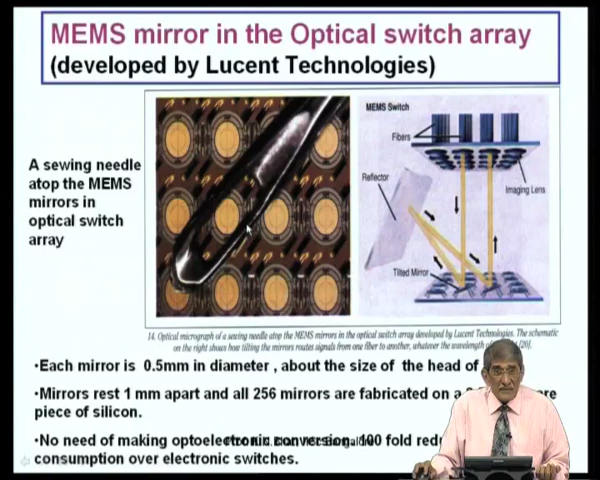 MEMS mirror in the Optical switch array
(developed by Lucent Technologies)
A sewing needle
atop the MEMS
mirrors in
optical switch
array
MEMS Switch
Fibers
Imaging Lens
Reflector
Tilted Mirror
14. Optical micrograph of a sewing needle atop the MEMS mirrors in the optical switch array developed by Lucent Technologies. The schematic
on the right shows how tilting the mirrors routes signals from one fiber to another, whatever the wavelength of [20].
•Each mirror is 0.5mm in diameter , about the size of the head of
•Mirrors rest 1 mm apart and all 256 mirrors are fabricated on a
piece of silicon.
•No need of making optoelectronic conversion. 100 fold
consumption over electronic switches.